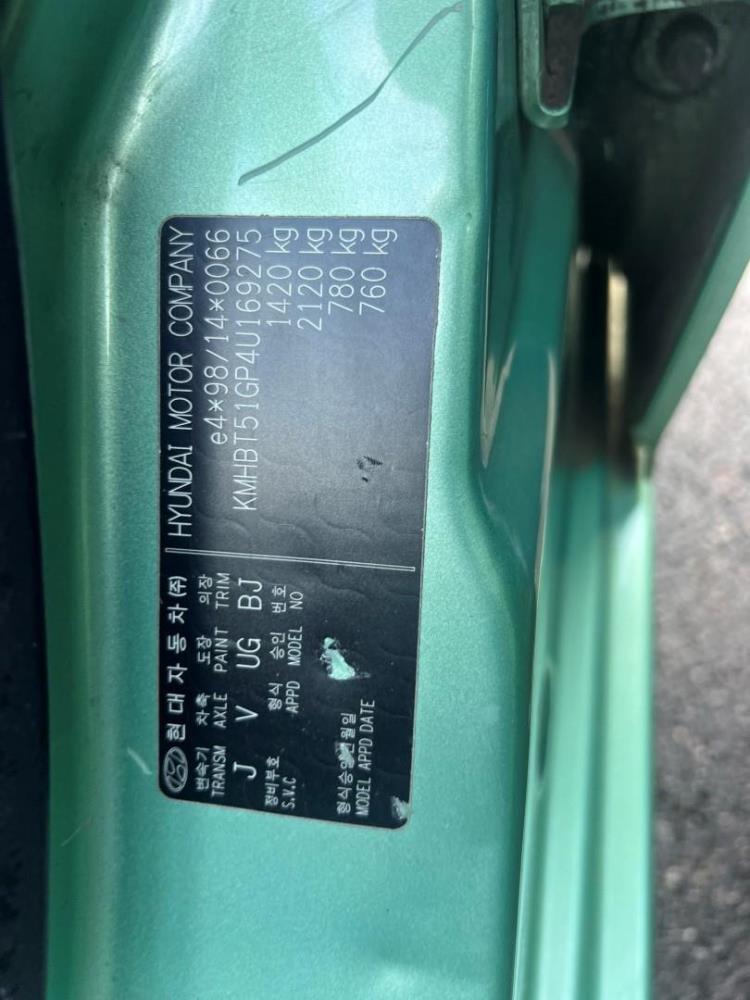 현대자동차(주) HYUNDAI MOTOR COMPANY
변속기 차축 도장 의장 e4*98/14*0066
TRANSM AXLE PAINT TRIM KMHBT51GP4U169275
J V UG BJ 1420 kg
정비부호 형식 승인 번호 2120 kg
S.V.C APPD MODEL NO 780 kg
760 kg
형식승인년월일
MODEL APPD DATE